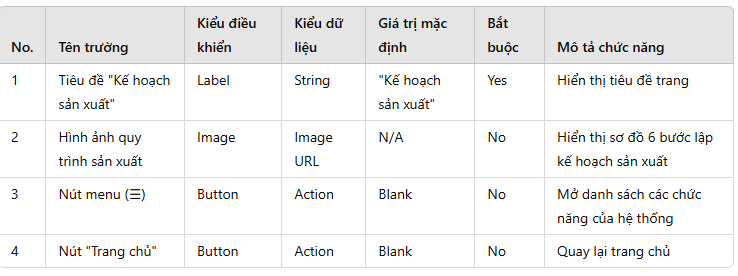 No. Tên trường Kiểu điều khiển Kiểu dữ liệu Giá trị mặc định Bắt buộc Mô tả chức năng
1 Tiêu đề "Kế hoạch sản xuất" Label String "Kế hoạch sản xuất" Yes Hiển thị tiêu đề trang
2 Hình ảnh quy trình sản xuất Image Image URL N/A No Hiển thị sơ đồ 6 bước lập kế hoạch sản xuất
3 Nút menu (☰) Button Action Blank No Mở danh sách các chức năng của hệ thống
4 Nút "Trang chủ" Button Action Blank No Quay lại trang chủ